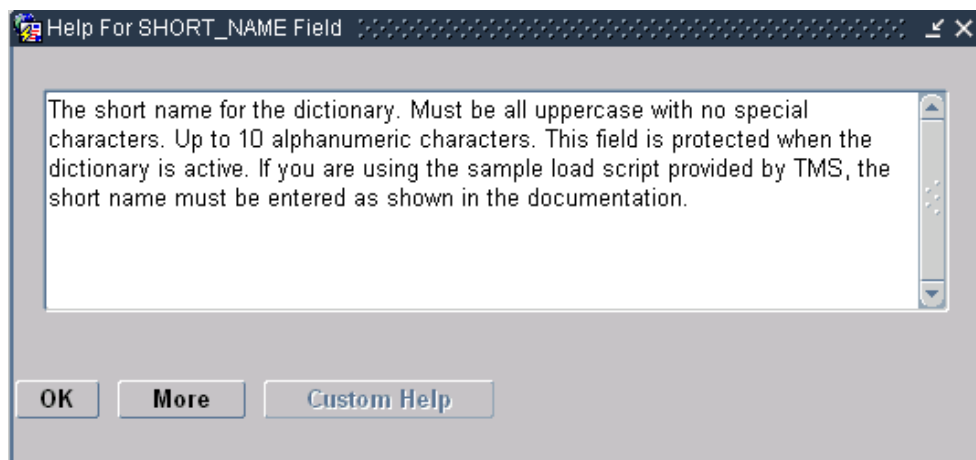 Help For SHORT_NAME Field
The short name for the dictionary. Must be all uppercase with no special
characters. Up to 10 alphanumeric characters. This field is protected when the
dictionary is active. If you are using the sample load script provided by TMS, the
short name must be entered as shown in the documentation.
OK More Custom Help